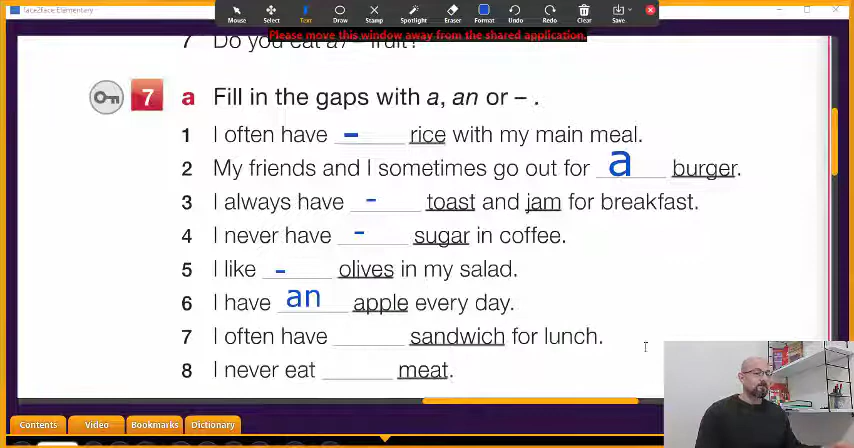 face2face Elementary
Mouse Select Text Draw Stamp Spotlight Eraser Format Undo Redo Clear Save
Please move this window away from the shared application.
7 Do you eat a / – fruit?
7 a Fill in the gaps with a, an or – .
1 I often have - rice with my main meal.
2 My friends and I sometimes go out for a burger.
3 I always have - toast and jam for breakfast.
4 I never have - sugar in coffee.
5 I like - olives in my salad.
6 I have an apple every day.
7 I often have ______ sandwich for lunch.
8 I never eat ______ meat.
Contents Video Bookmarks Dictionary